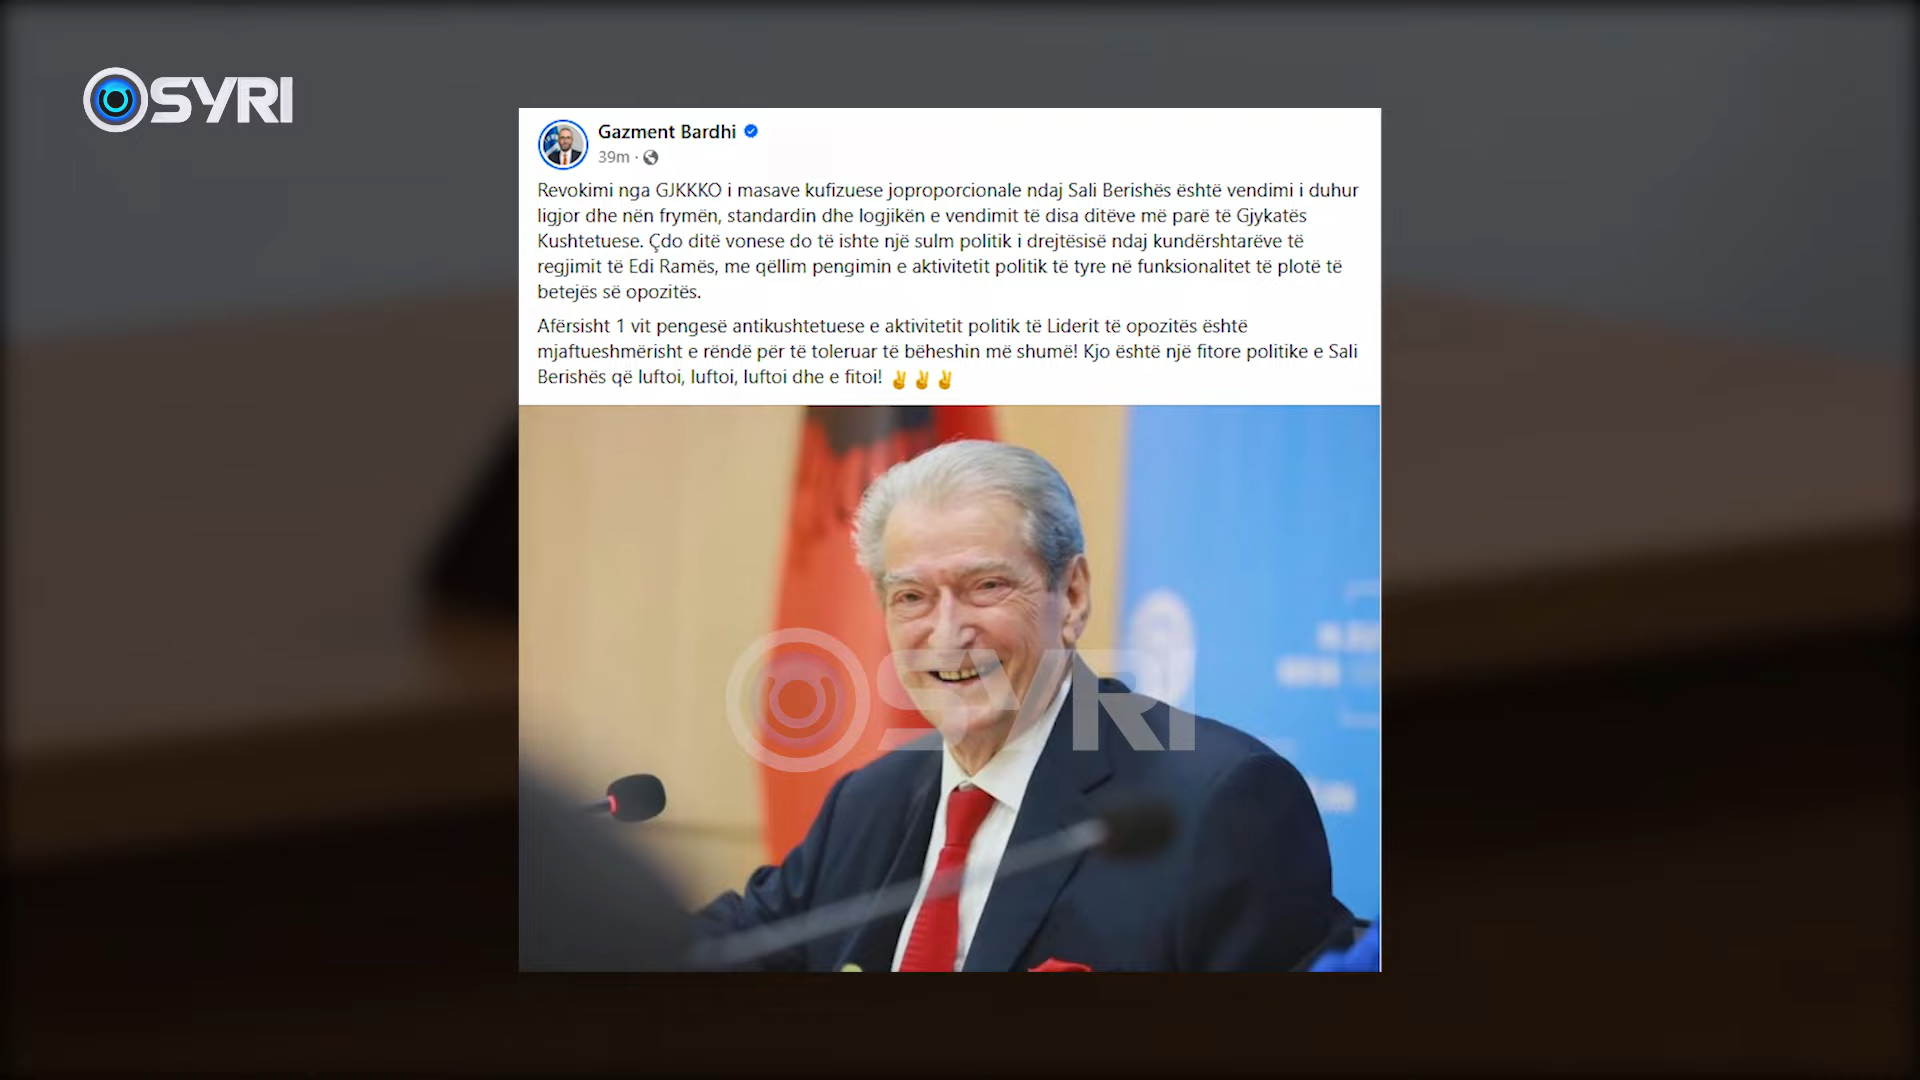 SYRI
Gazment Bardhi
39m ·
Revokimi nga GJKKKO i masave kufizuese joproporcionale ndaj Sali Berishës është vendimi i duhur
ligjor dhe nën frymën, standardin dhe logjikën e vendimit të disa ditëve më parë të Gjykatës
Kushtetuese. Çdo ditë vonese do të ishte një sulm politik i drejtësisë ndaj kundërshtarëve të
regjimit të Edi Ramës, me qëllim pengimin e aktivitetit politik të tyre në funksionalitet të plotë të
betejës së opozitës.
Afërsisht 1 vit pengesë antikushtetuese e aktivitetit politik të Liderit të opozitës është
mjaftueshmërisht e rëndë për të toleruar të bëheshin më shumë! Kjo është një fitore politike e Sali
Berishës që luftoi, luftoi, luftoi dhe e fitoi! ✌️✌️✌️
SYRI